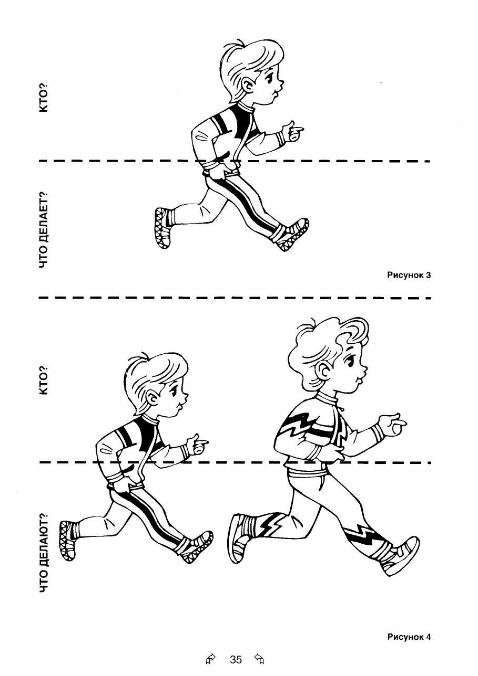 КТО?
ЧТО ДЕЛАЕТ?
Рисунок 3
КТО?
ЧТО ДЕЛАЮТ?
Рисунок 4
35